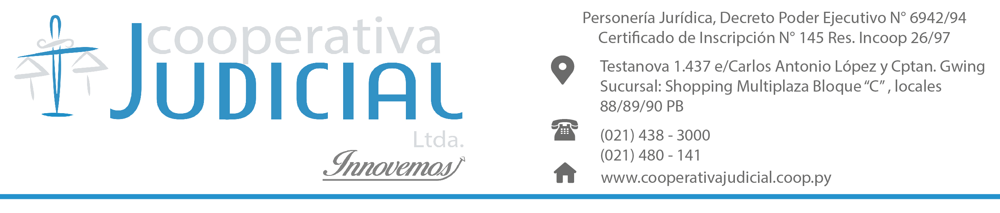 cooperativa
JUDICIAL
Ltda.
Innovemos
Personería Jurídica, Decreto Poder Ejecutivo N° 6942/94
Certificado de Inscripción N° 145 Res. Incoop 26/97
Testanova 1.437 e/Carlos Antonio López y Cptan. Gwing
Sucursal: Shopping Multiplaza Bloque “C” , locales
88/89/90 PB
(021) 438 - 3000
(021) 480 - 141
www.cooperativajudicial.coop.py